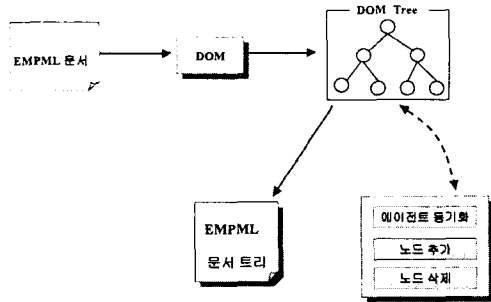 DOM Tree
EMPML 문서
DOM
EMPML
문서 트리
에이전트 동기화
노드 추가
노드 삭제